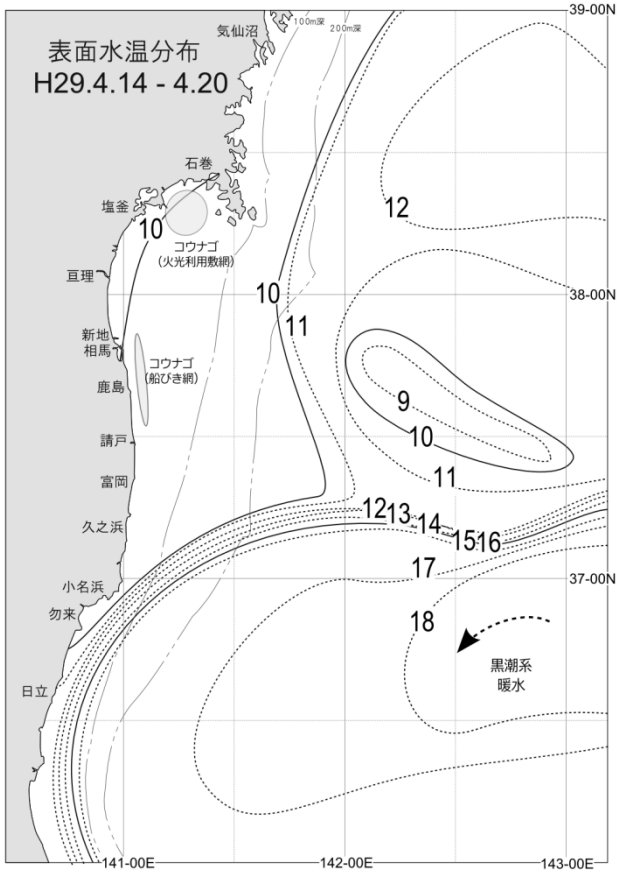 39-00N
気仙沼
100m深
200m深
表面水温分布
H29.4.14 - 4.20
石巻
塩釜
12
10
コウナゴ
(火光利用敷網)
亘理
10
38-00N
11
新地
相馬
コウナゴ
(船びき網)
鹿島
9
10
請戸
11
富岡
12
13
14
15
16
久之浜
17
37-00N
小名浜
勿来
18
黒潮系
暖水
日立
141-00E
142-00E
143-00E